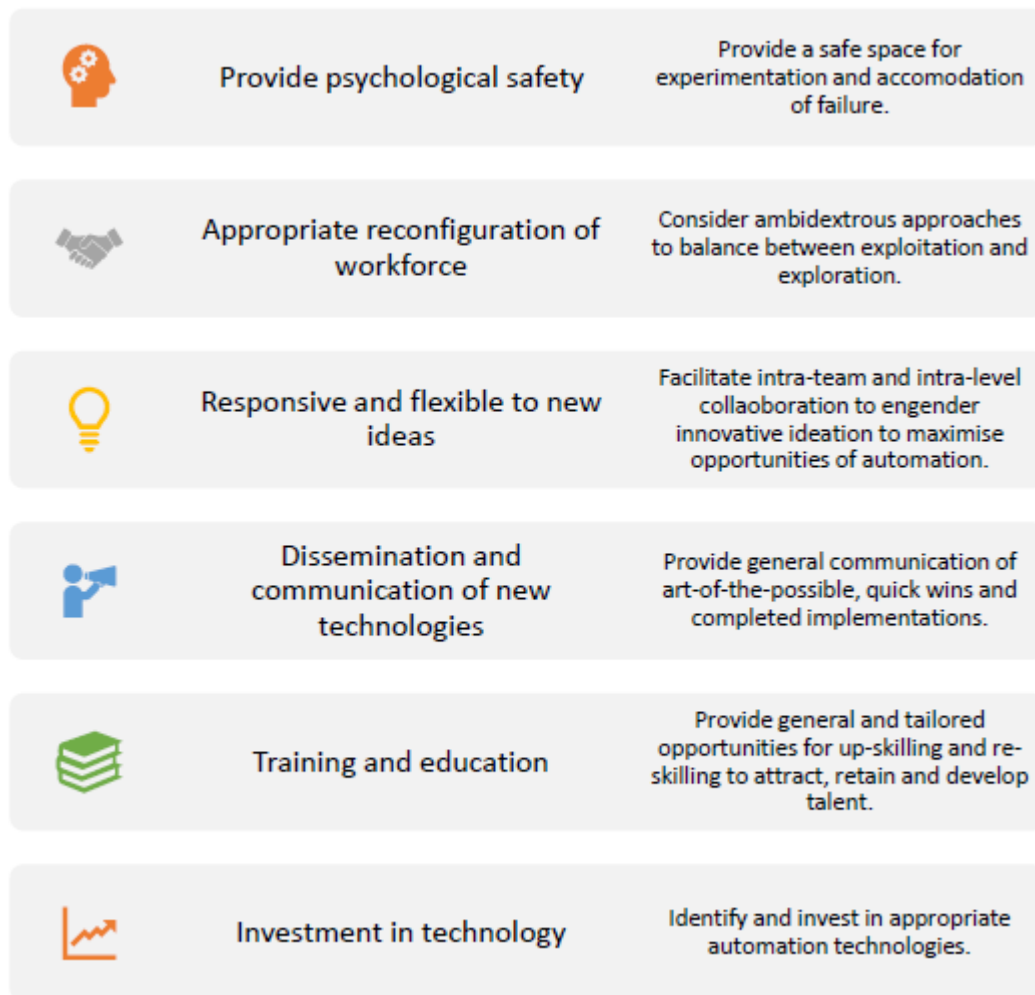 Provide psychological safety
Provide a safe space for
experimentation and accomodation
of failure.
Appropriate reconfiguration of
workforce
Consider ambidextrous approaches
to balance between exploitation and
exploration.
Responsive and flexible to new
ideas
Facilitate intra-team and intra-level
collaoboration to engender
innovative ideation to maximise
opportunities of automation.
Dissemination and
communication of new
technologies
Provide general communication of
art-of-the-possible, quick wins and
completed implementations.
Training and education
Provide general and tailored
opportunities for up-skilling and re-
skilling to attract, retain and develop
talent.
Investment in technology
Identify and invest in appropriate
automation technologies.